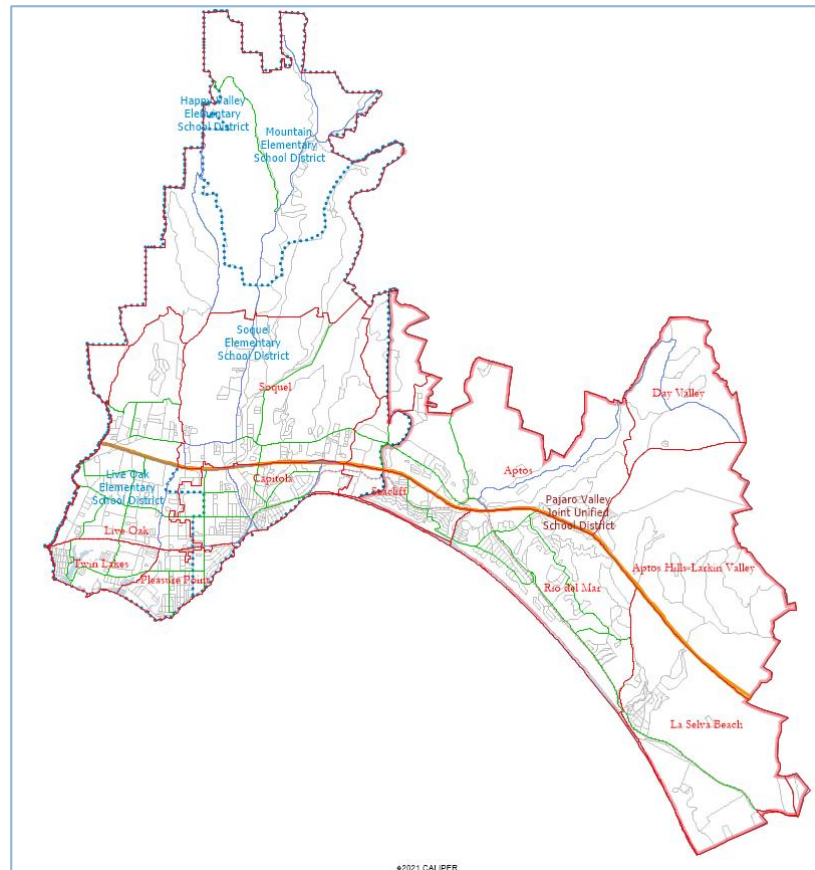 Happy Valley
Elementary
School District
Mountain
Elementary
School District
Soquel
Elementary
School District
Soquel
Day Valley
Aptos
Capitola
Seacliff
Live Oak
Elementary
School District
Pajaro Valley
Joint Unified
School District
Live Oak
Twin Lakes
Pleasure Point
Rio del Mar
Aptos Hills-Larkin Valley
La Selva Beach
©2021 CALIPER